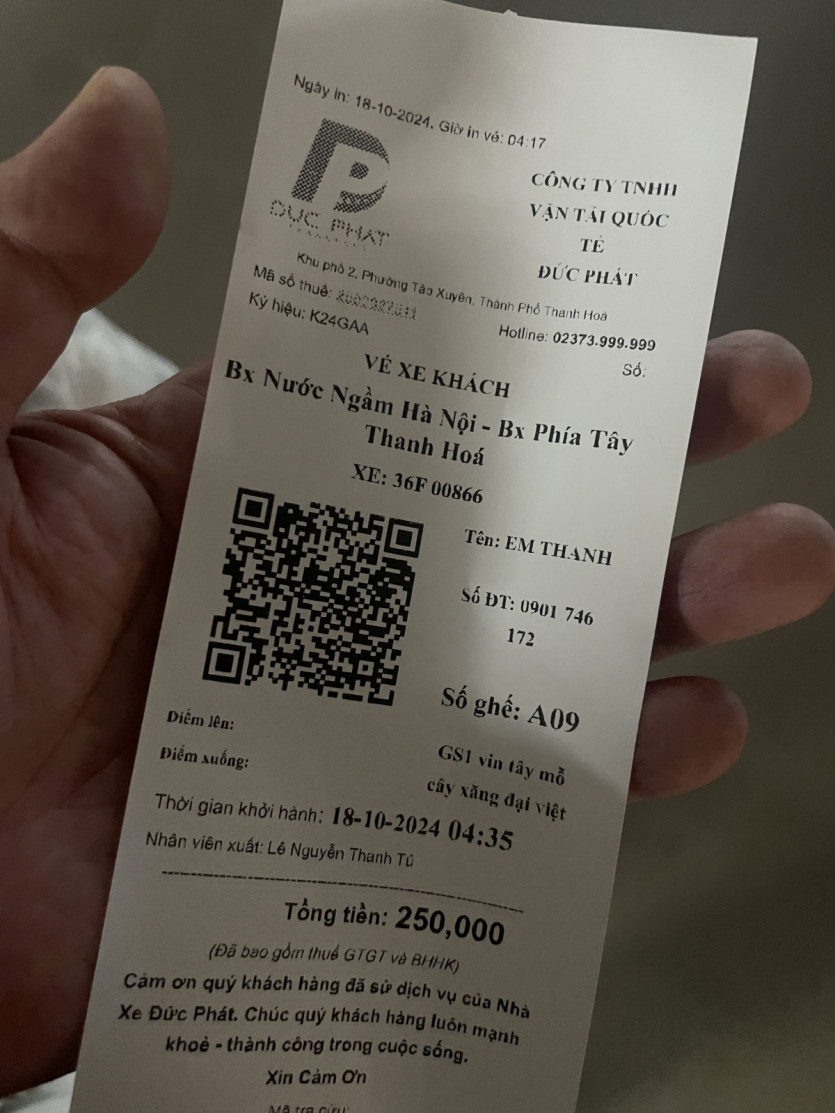 Ngày in: 18-10-2024. Giờ in vé: 04:17
ĐỨC PHÁT
CÔNG TY TNHH
VẬN TẢI QUỐC
TẾ
ĐỨC PHÁT
Khu phố 2, Phường Tào Xuyên, Thành Phố Thanh Hoá
Mã số thuế:
Hotline: 02373.999.999
Ký hiệu: K24GAA
Số:
VÉ XE KHÁCH
Bx Nước Ngầm Hà Nội - Bx Phía Tây
Thanh Hoá
XE: 36F 00866
Tên: EM THANH
Số ĐT: 0901 746
172
Số ghế: A09
Điểm lên:
GS1 vin tây mỗ
Điểm xuống:
cây xăng đại việt
Thời gian khởi hành: 18-10-2024 04:35
Nhân viên xuất: Lê Nguyễn Thanh Tú
Tổng tiền: 250,000
(Đã bao gồm thuế GTGT và BHHK)
Cảm ơn quý khách hàng đã sử dịch vụ của Nhà
Xe Đức Phát. Chúc quý khách hàng luôn mạnh
khoẻ - thành công trong cuộc sống.
Xin Cảm Ơn
Mã tra cứu: